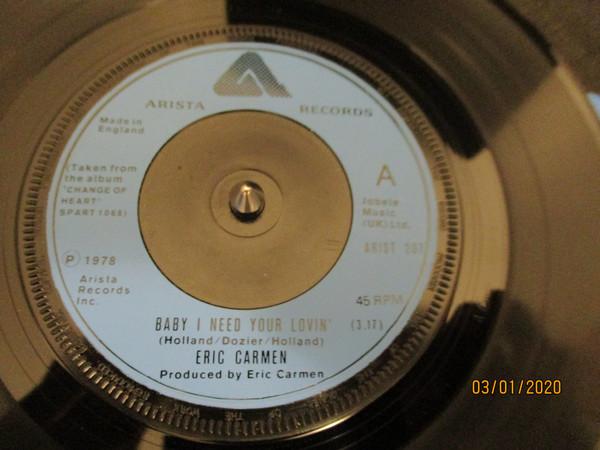 ARISTA RECORDS
Made in
England
(Taken from
the album
"CHANGE OF
HEART"
SPART 1068)
P 1978
Arista
Records
Inc.
A
Jobete
Music
(UK) Ltd.
ARIST 207
45 RPM
BABY I NEED YOUR LOVIN' (3.17)
(Holland/Dozier/Holland)
ERIC CARMEN
Produced by Eric Carmen
03/01/2020